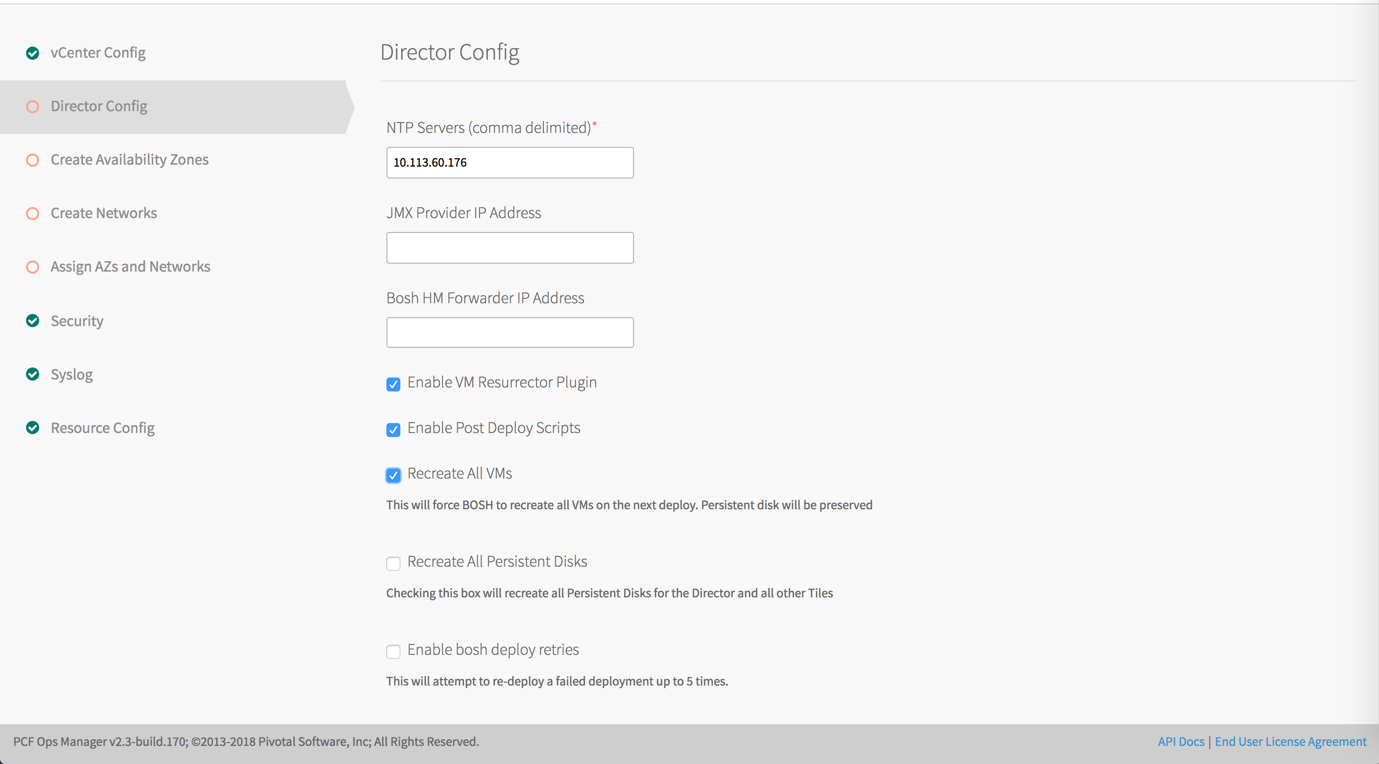 vCenter Config
Director Config
Create Availability Zones
Create Networks
Assign AZs and Networks
Security
Syslog
Resource Config
Director Config
NTP Servers (comma delimited)*
10.113.60.176
JMX Provider IP Address
Bosh HM Forwarder IP Address
Enable VM Resurrector Plugin
Enable Post Deploy Scripts
Recreate All VMs
This will force BOSH to recreate all VMs on the next deploy. Persistent disk will be preserved
Recreate All Persistent Disks
Checking this box will recreate all Persistent Disks for the Director and all other Tiles
Enable bosh deploy retries
This will attempt to re-deploy a failed deployment up to 5 times.
PCF Ops Manager v2.3-build.170; ©2013-2018 Pivotal Software, Inc; All Rights Reserved.
API Docs | End User License Agreement